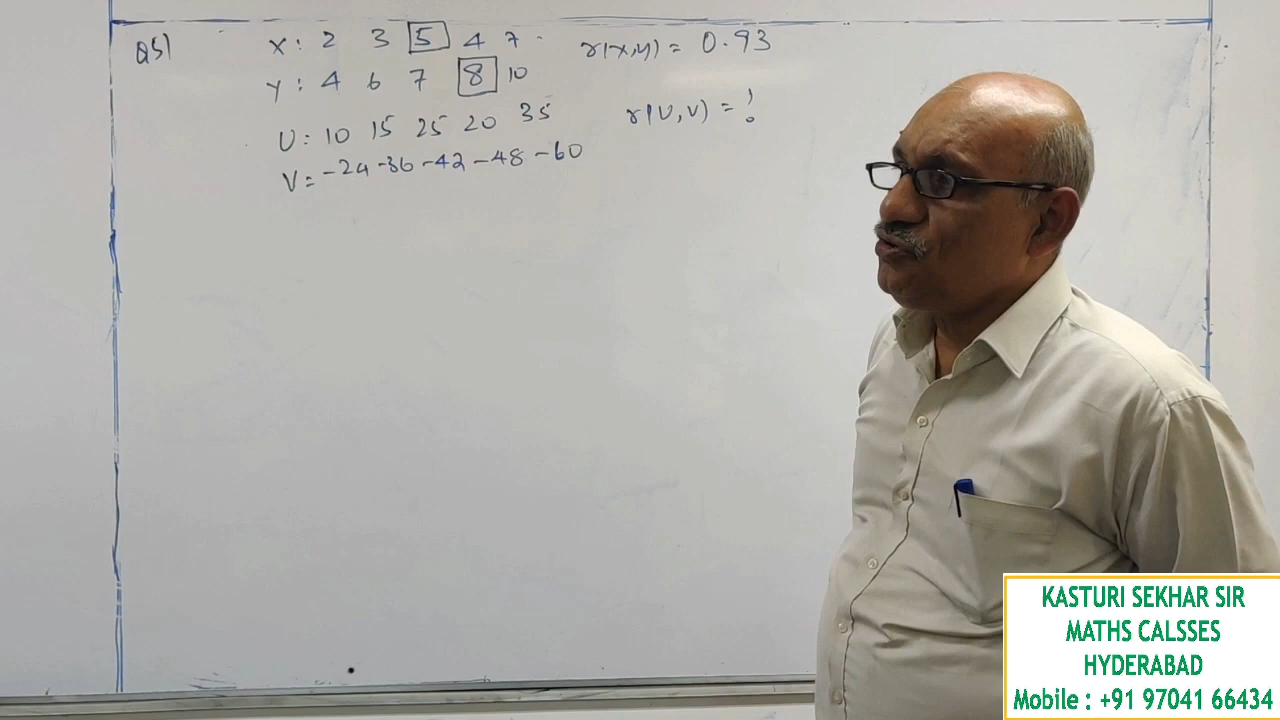 Q5)
X: 2 3 5 4 7
r(x,y) = 0.93
Y: 4 6 7 8 10
U: 10 15 25 20 35
r(U,V) = ?
V = -24 -36 -42 -48 -60
KASTURI SEKHAR SIR
MATHS CALSSES
HYDERABAD
Mobile : +91 97041 66434